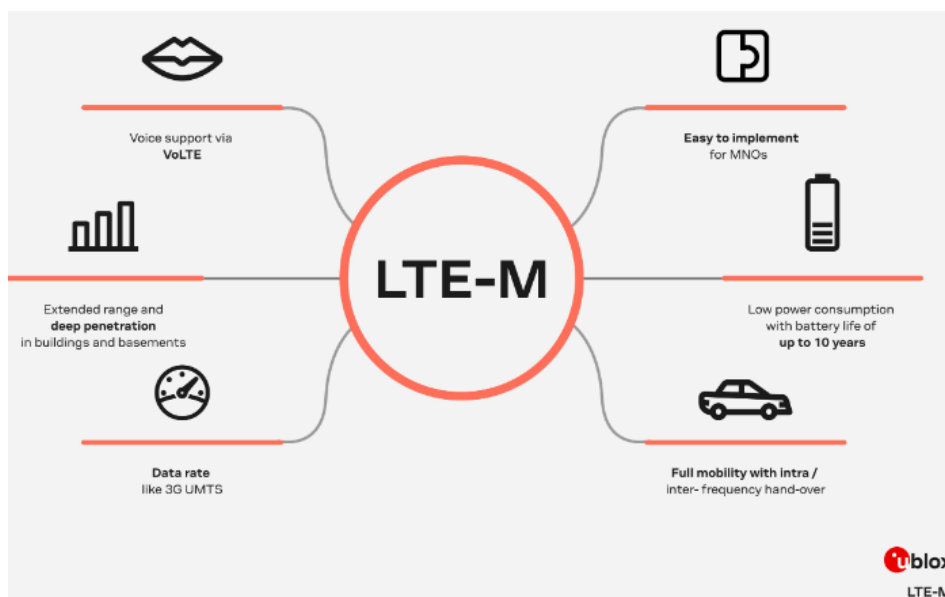 Voice support via
VoLTE
Extended range and
deep penetration
in buildings and basements
Data rate
like 3G UMTS
LTE-M
Easy to implement
for MNOs
Low power consumption
with battery life of
up to 10 years
Full mobility with intra /
inter- frequency hand-over
ublox
LTE-M